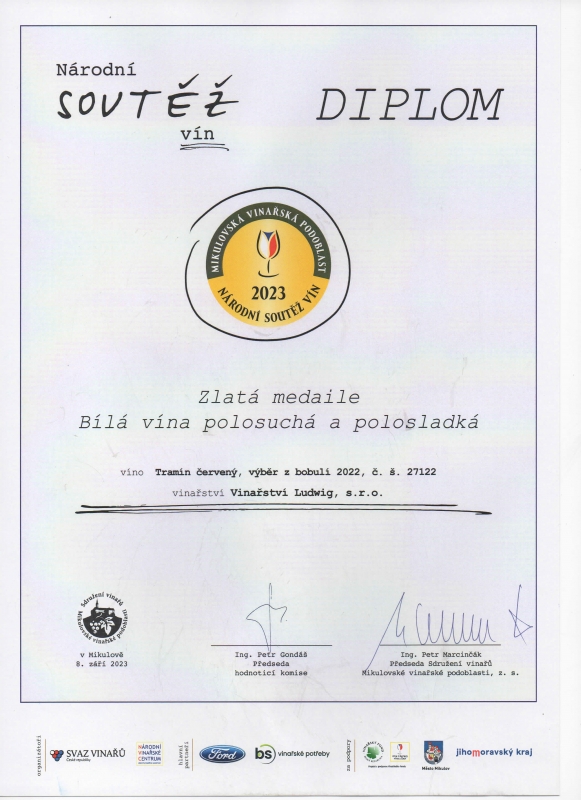 Národní
SOUTĚŽ
vín
DIPLOM
MIKULOVSKÁ VINAŘSKÁ PODOBLAST
2023
NÁRODNÍ SOUTĚŽ VÍN
Zlatá medaile
Bílá vína polosuchá a polosladká
víno Tramín červený, výběr z bobulí 2022, č. š. 27122
vinařství Vinařství Ludwig, s.r.o.
Sdružení vinařů
Mikulovské vinařské podoblasti
v Mikulově
8. září 2023
Ing. Petr Gondáš
Předseda
hodnotící komise
Ing. Petr Marcinčák
Předseda Sdružení vinařů
Mikulovské vinařské podoblasti, z. s.
organizátoři
SVAZ VINAŘŮ
České republiky
NÁRODNÍ
VINAŘSKÉ
CENTRUM
hlavní
partneři
Ford
bs
vinařské potřeby
za podpory
Město Mikulov
jihomoravský kraj